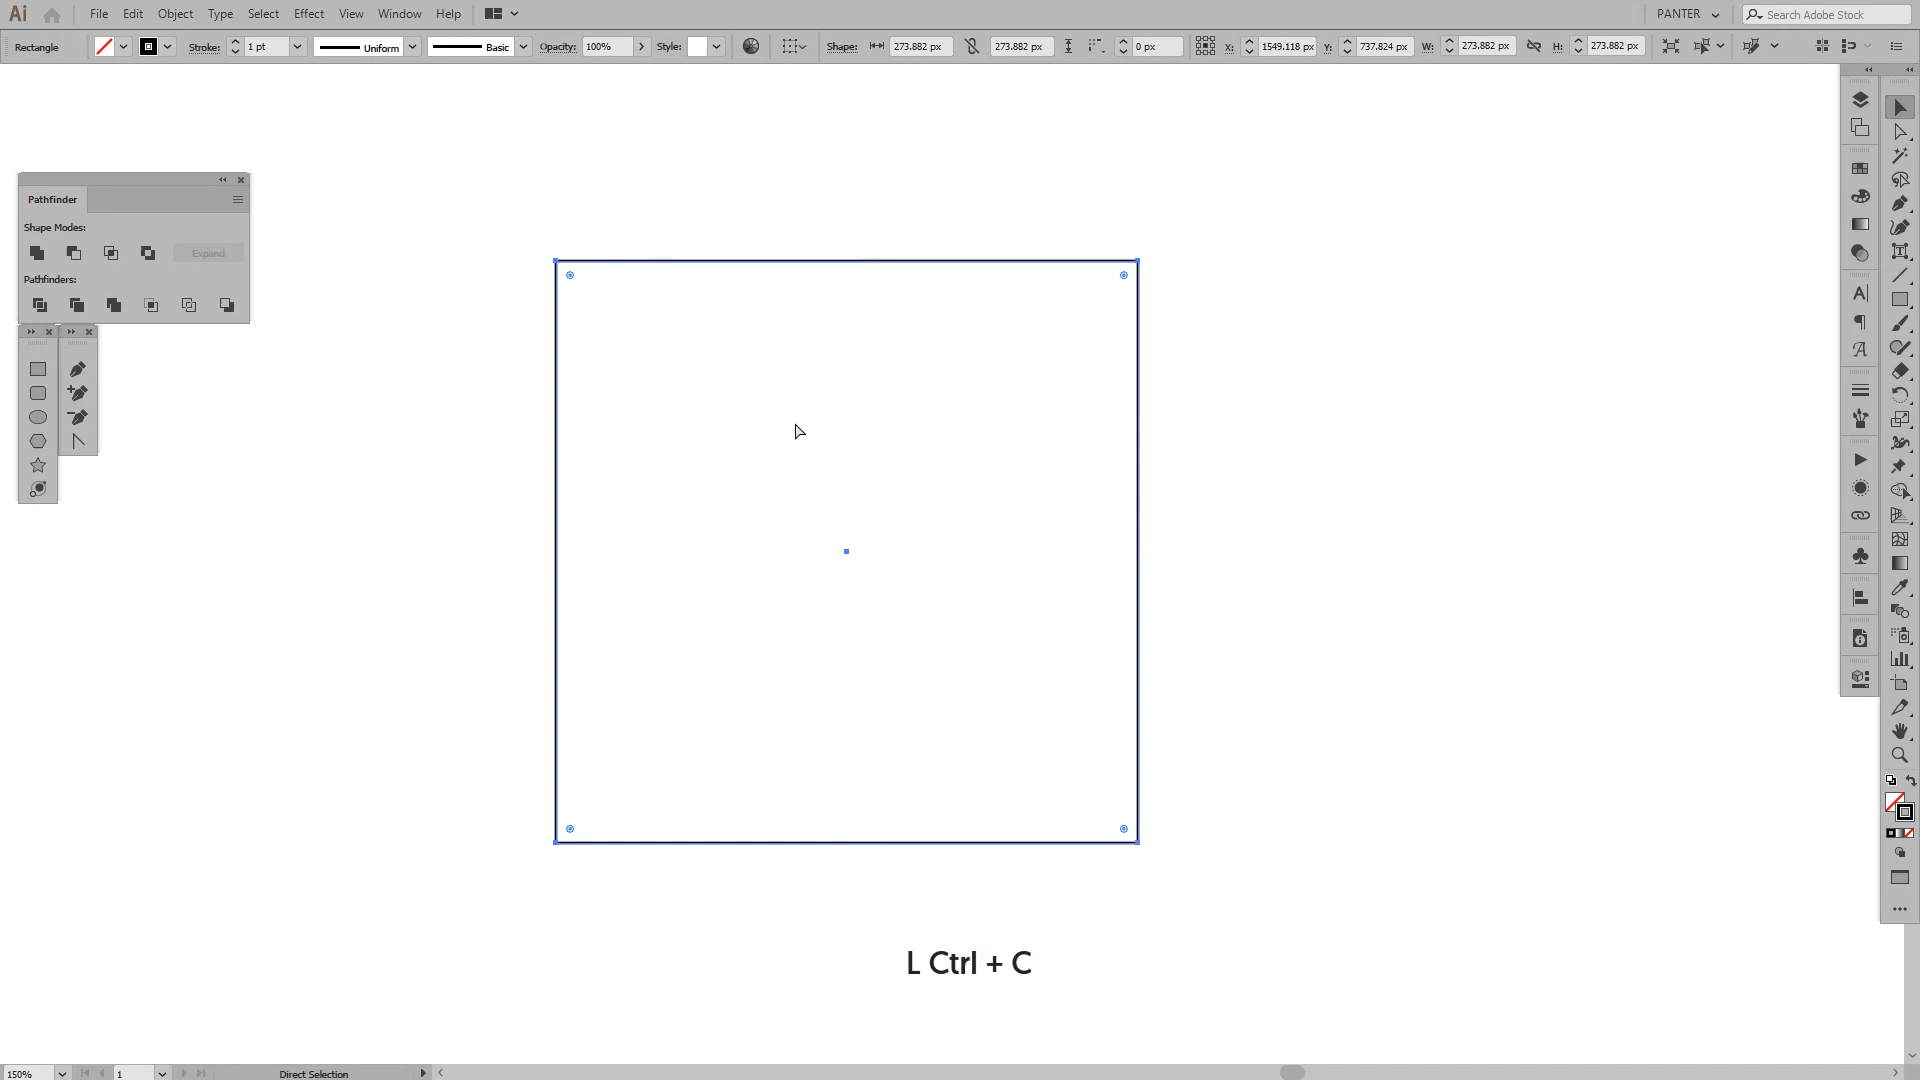 Ai File Edit Object Type Select Effect View Window Help PANTER Search Adobe Stock
Rectangle Stroke: 1 pt Uniform Basic Opacity: 100% Style: Shape: 273.882 px 273.882 px 0 px X: 1549.118 px Y: 737.824 px W: 273.882 px H: 273.882 px
Pathfinder
Shape Modes:
Expand
Pathfinders:
L Ctrl + C
150% 1 Direct Selection